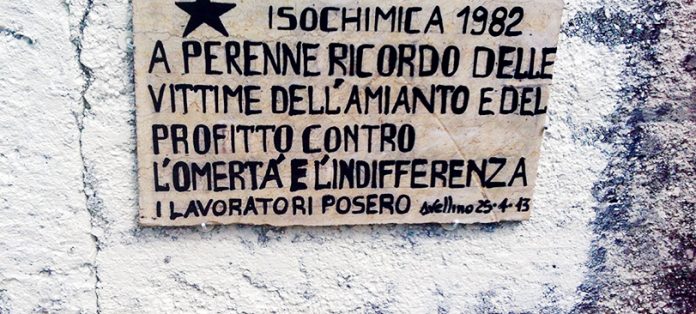 ISOCHIMICA 1982
A PERENNE RICORDO DELLE
VITTIME DELL'AMIANTO E DEL
PROFITTO CONTRO
L'OMERTÀ E L'INDIFFERENZA
I LAVORATORI POSERO Avellino 25-4-13